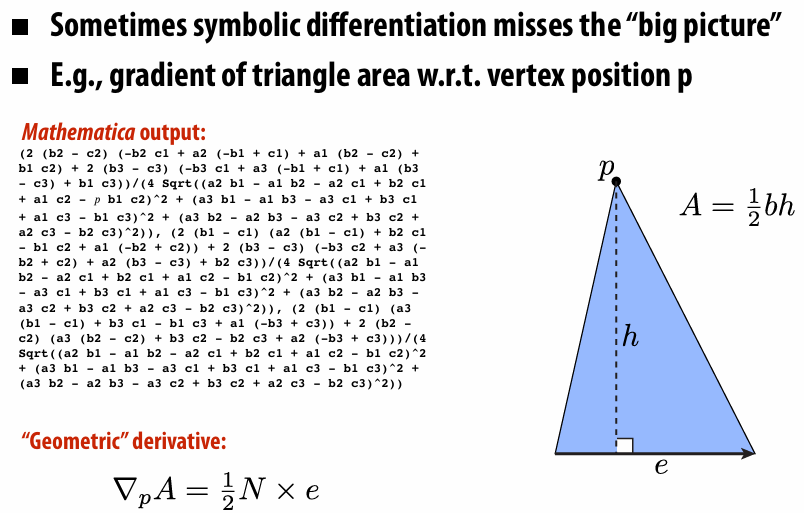 ■ Sometimes symbolic differentiation misses the “big picture”
■ E.g., gradient of triangle area w.r.t. vertex position p
Mathematica output:
(2 (b2 - c2) (-b2 c1 + a2 (-b1 + c1) + a1 (b2 - c2) +
b1 c2) + 2 (b3 - c3) (-b3 c1 + a3 (-b1 + c1) + a1 (b3
- c3) + b1 c3))/(4 Sqrt((a2 b1 - a1 b2 - a2 c1 + b2 c1
+ a1 c2 - p b1 c2)^2 + (a3 b1 - a1 b3 - a3 c1 + b3 c1
+ a1 c3 - b1 c3)^2 + (a3 b2 - a2 b3 - a3 c2 + b3 c2 +
a2 c3 - b2 c3)^2)), (2 (b1 - c1) (a2 (b1 - c1) + b2 c1
- b1 c2 + a1 (-b2 + c2)) + 2 (b3 - c3) (-b3 c2 + a3 (-
b2 + c2) + a2 (b3 - c3) + b2 c3))/(4 Sqrt((a2 b1 - a1
b2 - a2 c1 + b2 c1 + a1 c2 - b1 c2)^2 + (a3 b1 - a1 b3
- a3 c1 + b3 c1 + a1 c3 - b1 c3)^2 + (a3 b2 - a2 b3 -
a3 c2 + b3 c2 + a2 c3 - b2 c3)^2)), (2 (b1 - c1) (a3
(b1 - c1) + b3 c1 - b1 c3 + a1 (-b3 + c3)) + 2 (b2 -
c2) (a3 (b2 - c2) + b3 c2 - b2 c3 + a2 (-b3 + c3)))/(4
Sqrt((a2 b1 - a1 b2 - a2 c1 + b2 c1 + a1 c2 - b1 c2)^2
+ (a3 b1 - a1 b3 - a3 c1 + b3 c1 + a1 c3 - b1 c3)^2 +
(a3 b2 - a2 b3 - a3 c2 + b3 c2 + a2 c3 - b2 c3)^2))
“Geometric” derivative:
∇ₚA = ½N × e
p
A = ½bh
h
e